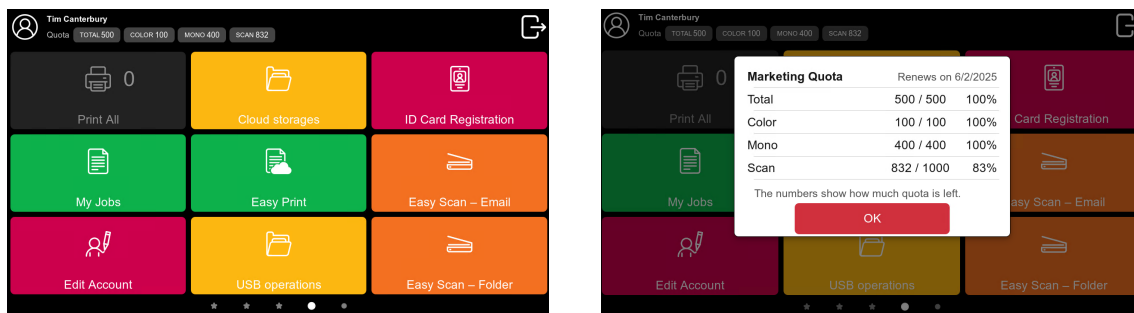 Tim Canterbury
Quota TOTAL 500 COLOR 100 MONO 400 SCAN 832
0
Print All
Cloud storages
ID Card Registration
My Jobs
Easy Print
Easy Scan – Email
Edit Account
USB operations
Easy Scan – Folder
Tim Canterbury
Quota TOTAL 500 COLOR 100 MONO 400 SCAN 832
0
Print All
Card Registration
Marketing Quota Renews on 6/2/2025
Total 500 / 500 100%
Color 100 / 100 100%
Mono 400 / 400 100%
Scan 832 / 1000 83%
The numbers show how much quota is left.
OK
My Jobs
asy Scan – Email
Edit Account
USB operations
Easy Scan – Folder